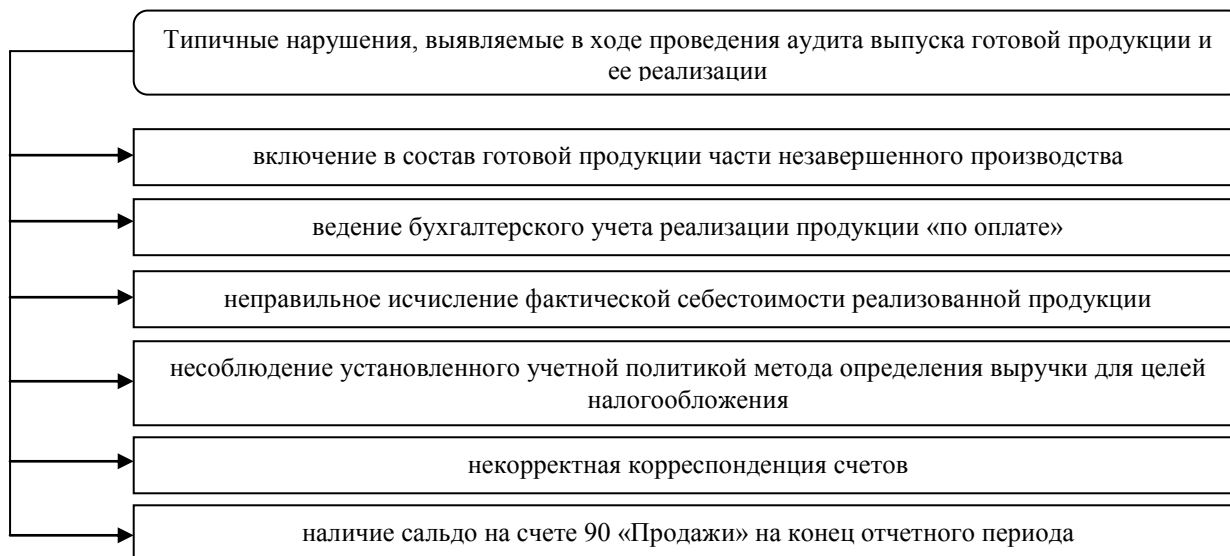 Типичные нарушения, выявляемые в ходе проведения аудита выпуска готовой продукции и
ее реализации
включение в состав готовой продукции части незавершенного производства
ведение бухгалтерского учета реализации продукции «по оплате»
неправильное исчисление фактической себестоимости реализованной продукции
несоблюдение установленного учетной политикой метода определения выручки для целей
налогообложения
некорректная корреспонденция счетов
наличие сальдо на счете 90 «Продажи» на конец отчетного периода